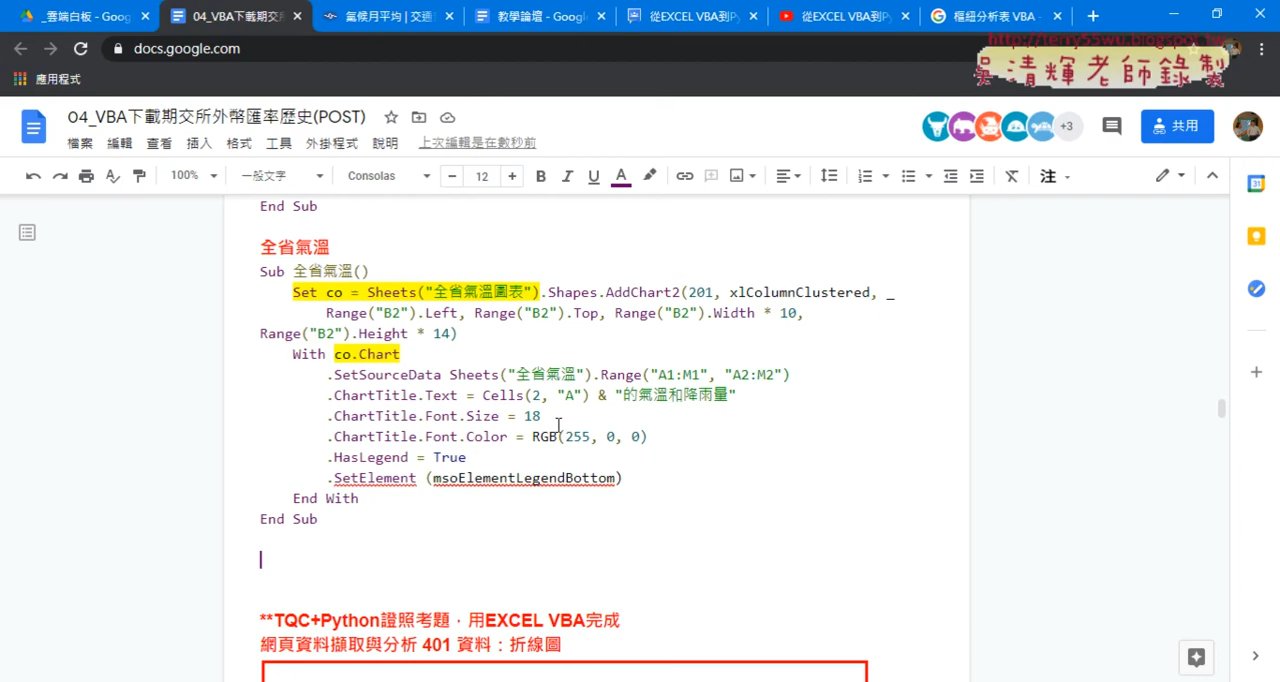 _雲端白板 - Goog
04_VBA下載期交
氣候月平均 | 交通
教學論壇 - Googl
從EXCEL VBA到Py
從EXCEL VBA到P
樞紐分析表 VBA -
docs.google.com
http://terry55wu.blogspot.
吳清輝老師錄製
應用程式
04_VBA下載期交所外幣匯率歷史(POST)
+3
共用
檔案 編輯 查看 插入 格式 工具 外掛程式 說明 上次編輯是在數秒前
100% 一般文字 Consolas 12 B I U A 注
End Sub
全省氣溫
Sub 全省氣溫()
Set co = Sheets("全省氣溫圖表").Shapes.AddChart2(201, xlColumnClustered, _
Range("B2").Left, Range("B2").Top, Range("B2").Width * 10,
Range("B2").Height * 14)
With co.Chart
.SetSourceData Sheets("全省氣溫").Range("A1:M1", "A2:M2")
.ChartTitle.Text = Cells(2, "A") & "的氣溫和降雨量"
.ChartTitle.Font.Size = 18
.ChartTitle.Font.Color = RGB(255, 0, 0)
.HasLegend = True
.SetElement (msoElementLegendBottom)
End With
End Sub
**TQC+Python證照考題，用EXCEL VBA完成
網頁資料擷取與分析 401 資料：折線圖